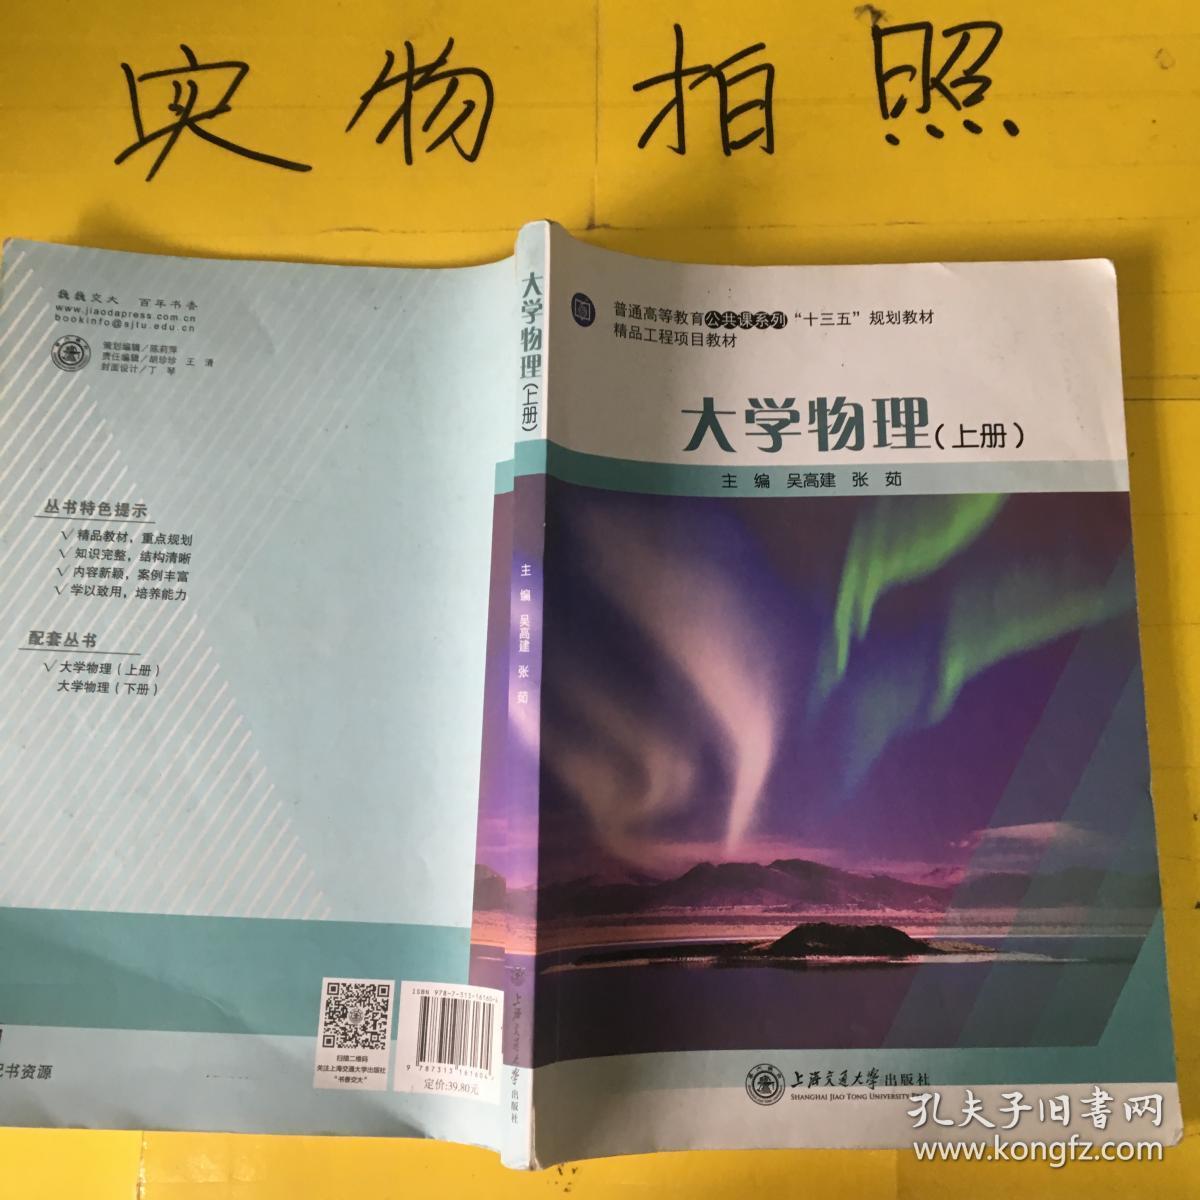 实物拍照
巍巍交大 百年书香
www.jiaodapress.com.cn
bookinfo@sjtu.edu.cn
策划编辑/陈莉萍
责任编辑/胡珍珍 王 清
封面设计/丁 琴
丛书特色提示
√ 精品教材,重点规划
√ 知识完整,结构清晰
√ 内容新颖,案例丰富
√ 学以致用,培养能力
配套丛书
√ 大学物理(上册)
大学物理(下册)
书资源
扫描二维码
关注上海交通大学出版社
“书香交大”
ISBN 978-7-313-16160-4
9 787313 161604
定价:39.80元
大学物理(上册)
主 编 吴高建 张 茹
上海交通大学出版社
普通高等教育公共课系列“十三五”规划教材
精品工程项目教材
大学物理(上册)
主 编 吴高建 张 茹
上海交通大学出版社
SHANGHAI JIAO TONG UNIVERSITY
孔夫子旧书网
www.kongfz.com